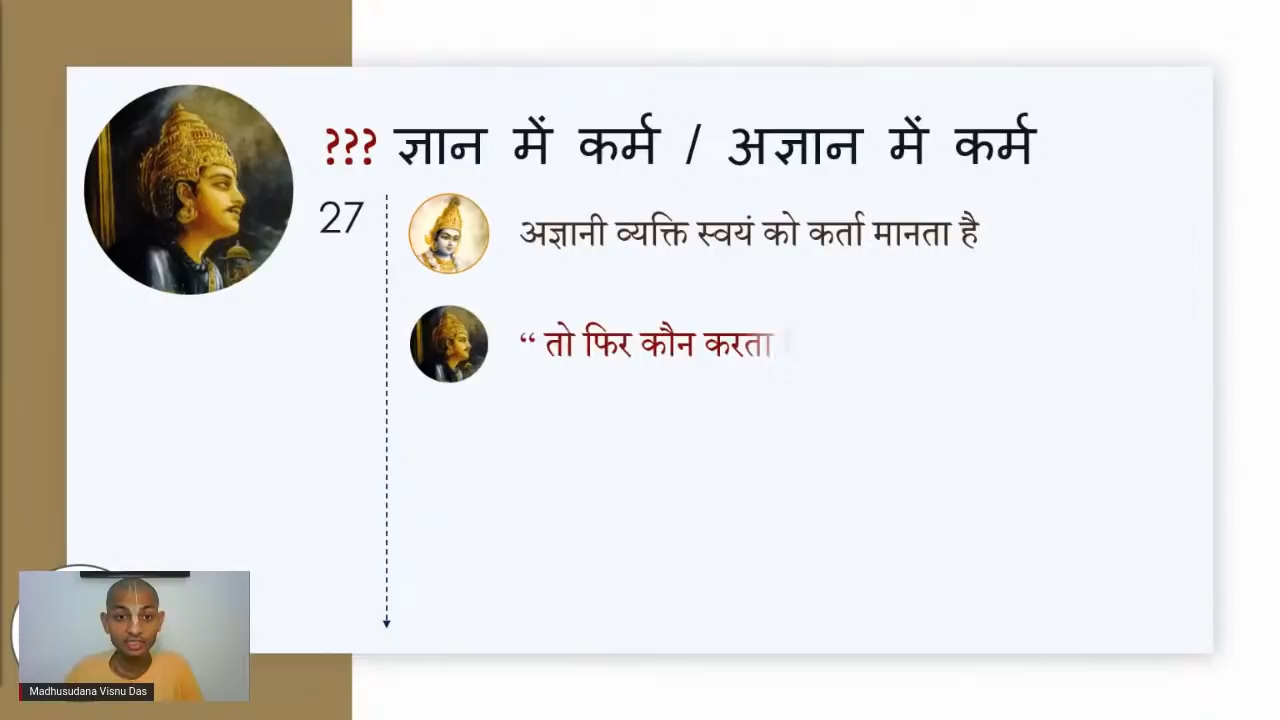 ??? ज्ञान में कर्म / अज्ञान में कर्म
27
अज्ञानी व्यक्ति स्वयं को कर्ता मानता है
“ तो फिर कौन करता
Madhusudana Visnu Das